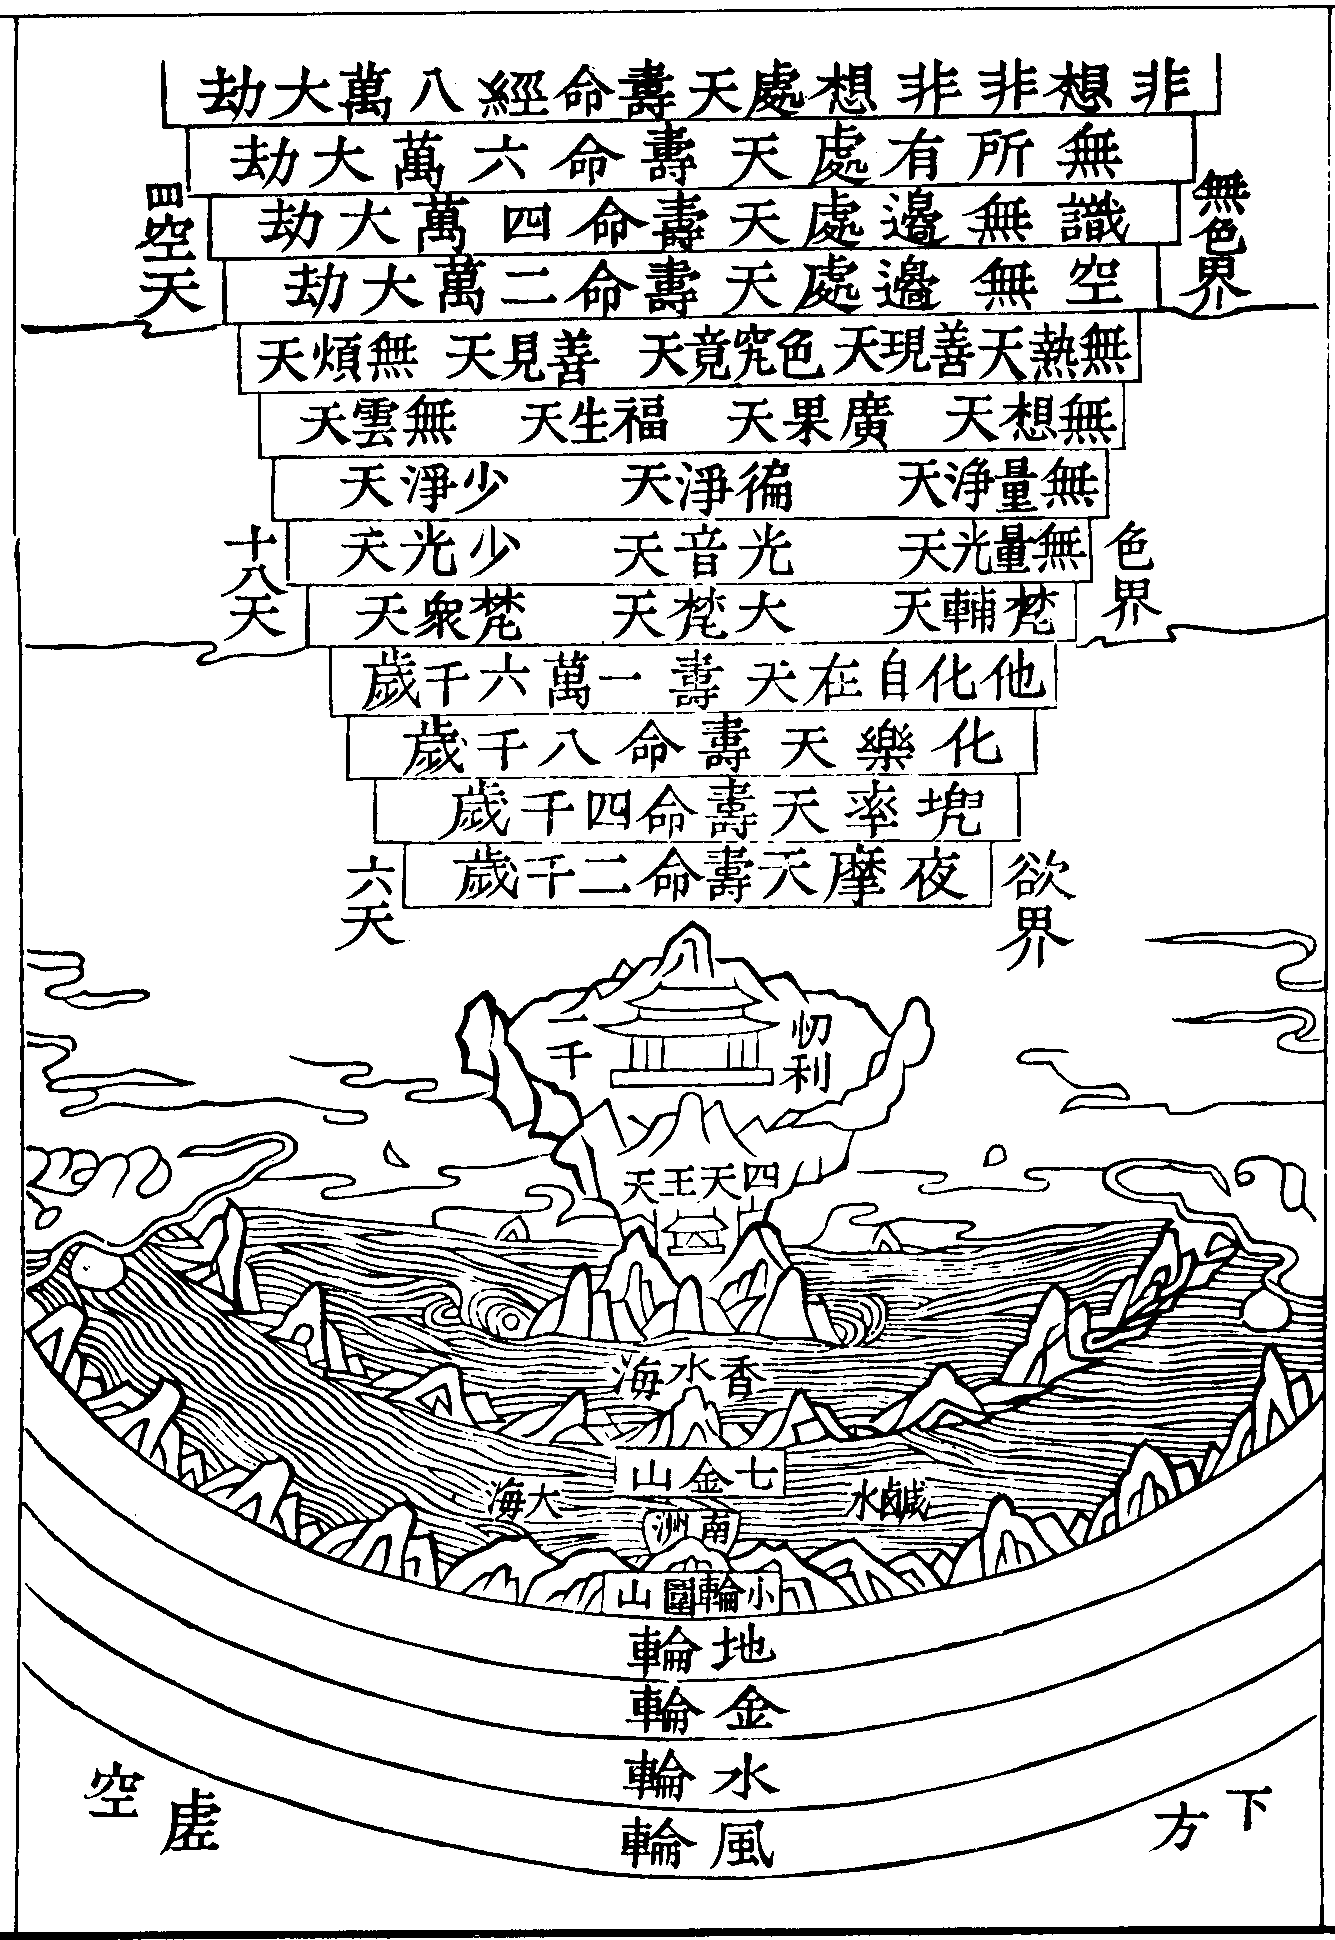 非想非非想處天壽命經八萬大劫
無所有處天壽命六萬大劫
識無邊處天壽命四萬大劫
空無邊處天壽命二萬大劫
無色界
四空天
無熱天善現天色究竟天善見天無煩天
無想天廣果天福生天無雲天
無量淨天徧淨天少淨天
無量光天光音天少光天
梵輔天大梵天梵衆天
色界
十八天
他化自在天壽一萬六千歲
化樂天壽命八千歲
兜率天壽命四千歲
夜摩天壽命二千歲
欲界
六天
忉利
一千
四天王天
香水海
七金山
鹹水
大海
南洲
小輪圍山
地輪
金輪
水輪
風輪
下方
虛空